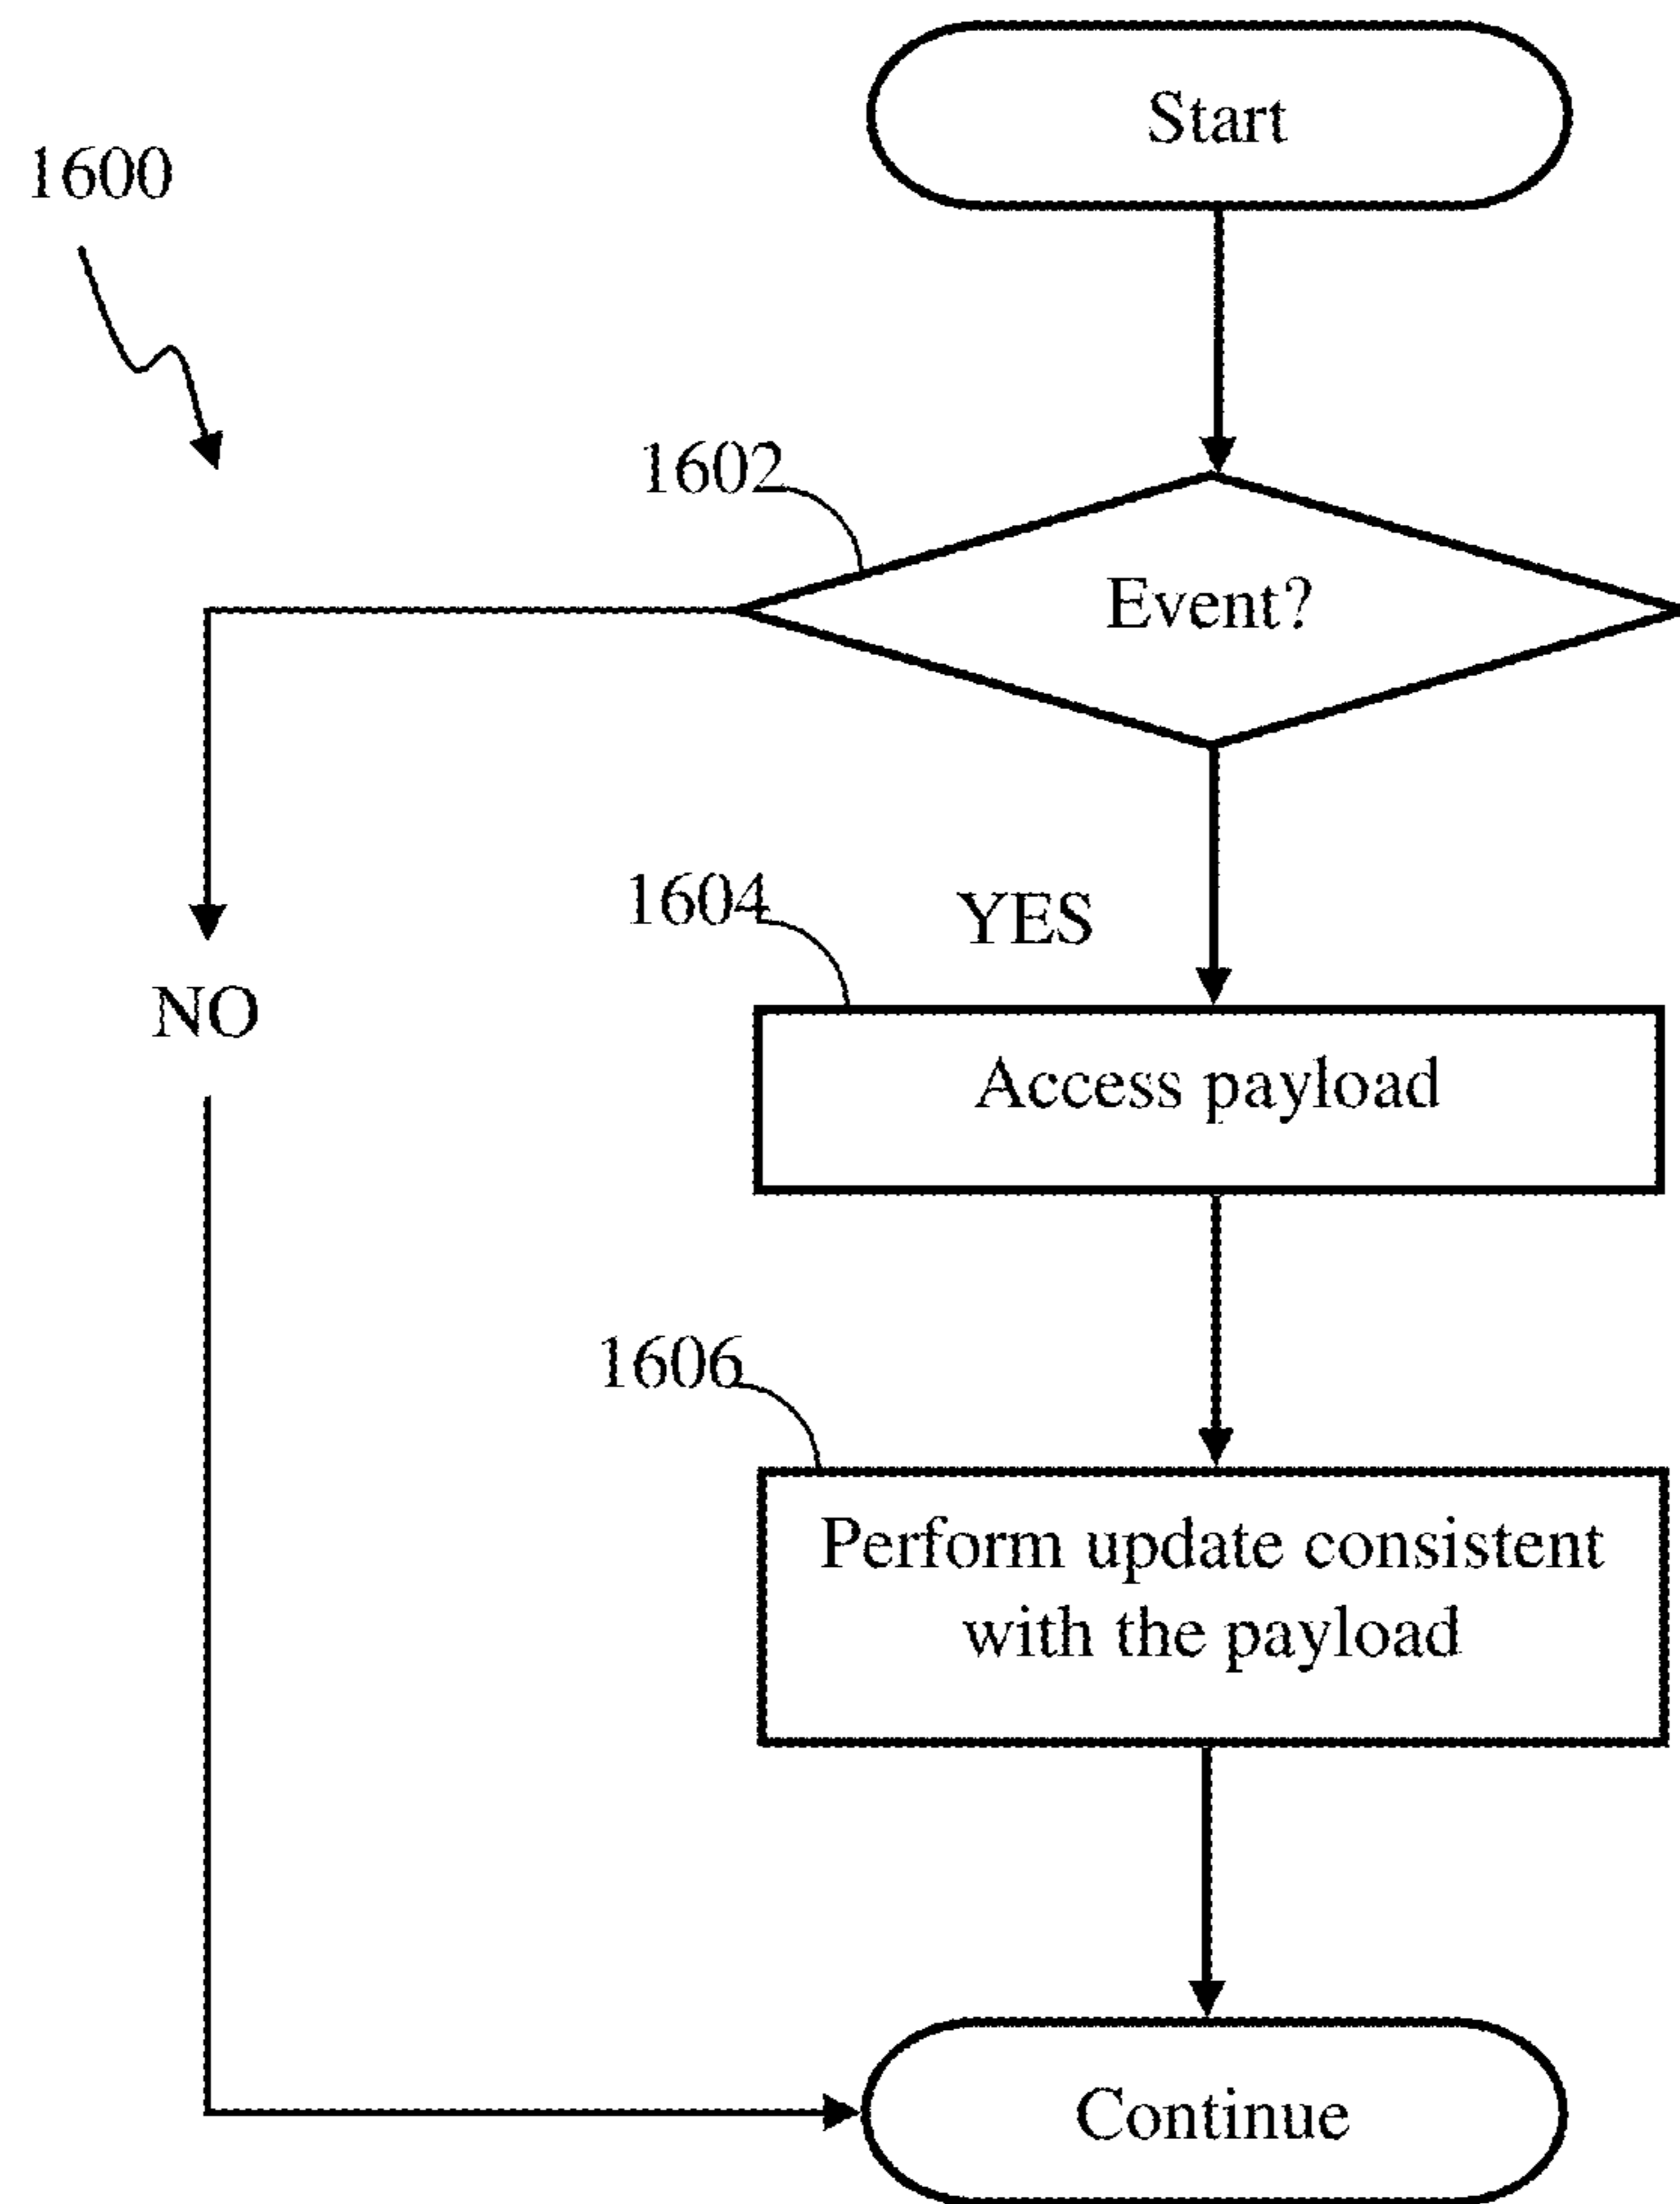 Start
1600
1602
Event?
1604
YES
NO
Access payload
1606
Perform update consistent
with the payload
Continue